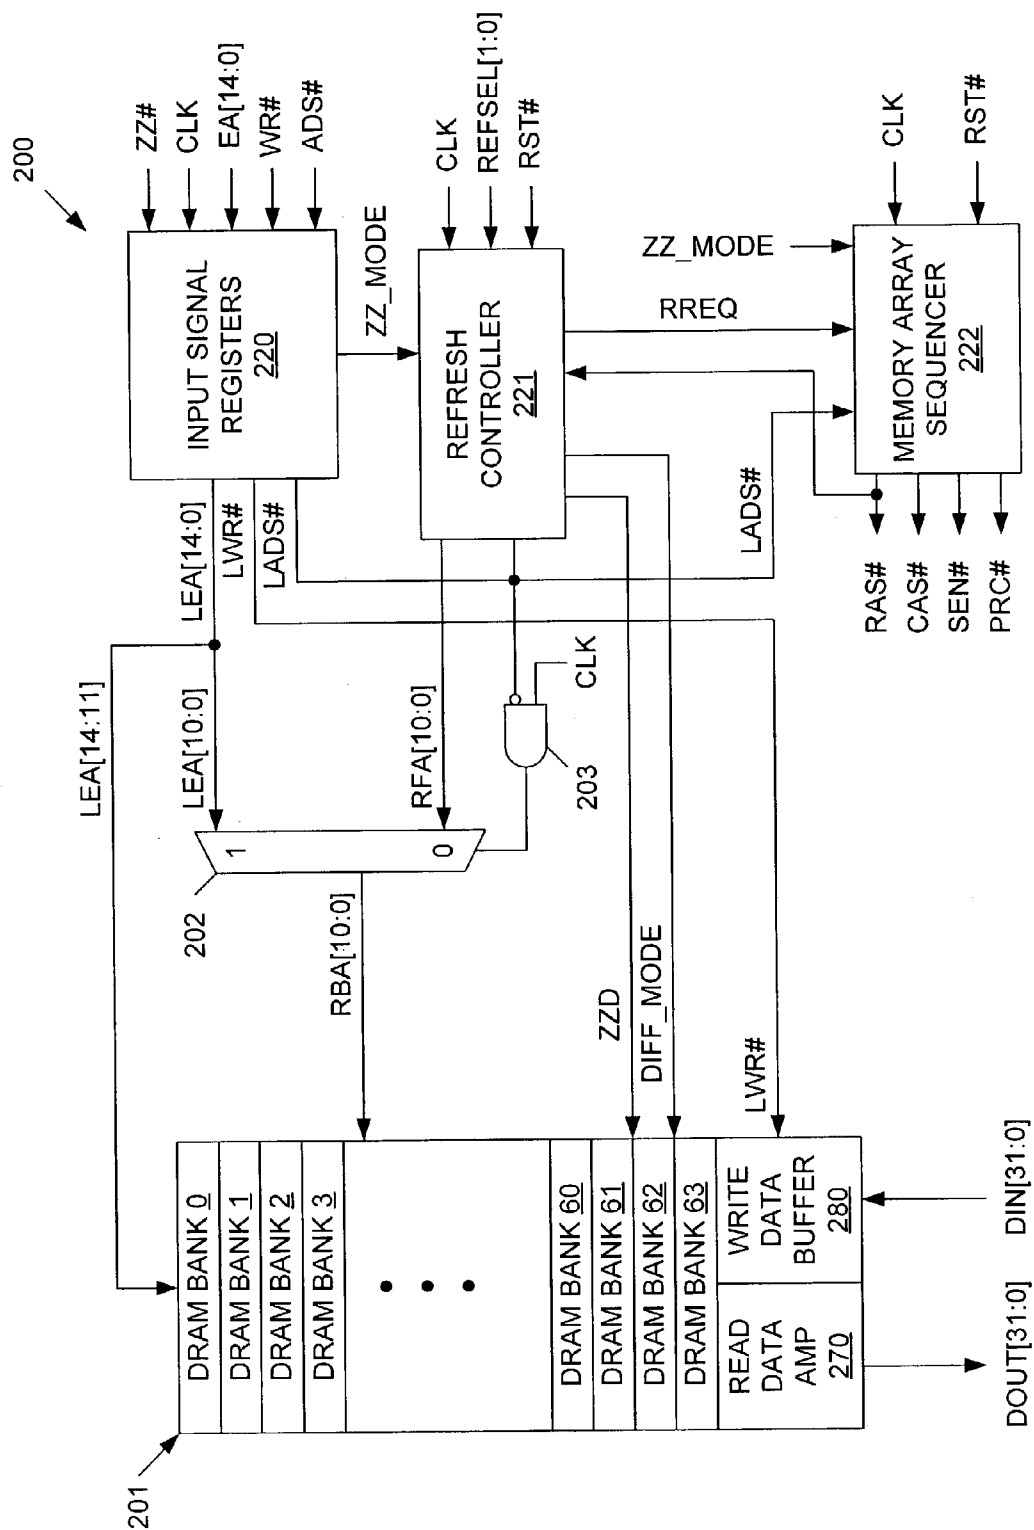 200
ZZ#
CLK
EA[14:0]
WR#
ADS#
INPUT SIGNAL
REGISTERS
220
ZZ_MODE
CLK
REFSEL[1:0]
RST#
REFRESH
CONTROLLER
221
ZZ_MODE
RREQ
CLK
RST#
MEMORY ARRAY
SEQUENCER
222
LEA[14:0]
LWR#
LADS#
LADS#
RAS#
CAS#
SEN#
PRC#
LEA[14:11]
LEA[10:0]
RFA[10:0]
CLK
203
1
0
202
RBA[10:0]
ZZD
DIFF_MODE
LWR#
201
DRAM BANK 0
DRAM BANK 1
DRAM BANK 2
DRAM BANK 3
DRAM BANK 60
DRAM BANK 61
DRAM BANK 62
DRAM BANK 63
READ
DATA
AMP
270
WRITE
DATA
BUFFER
280
DOUT[31:0]
DIN[31:0]